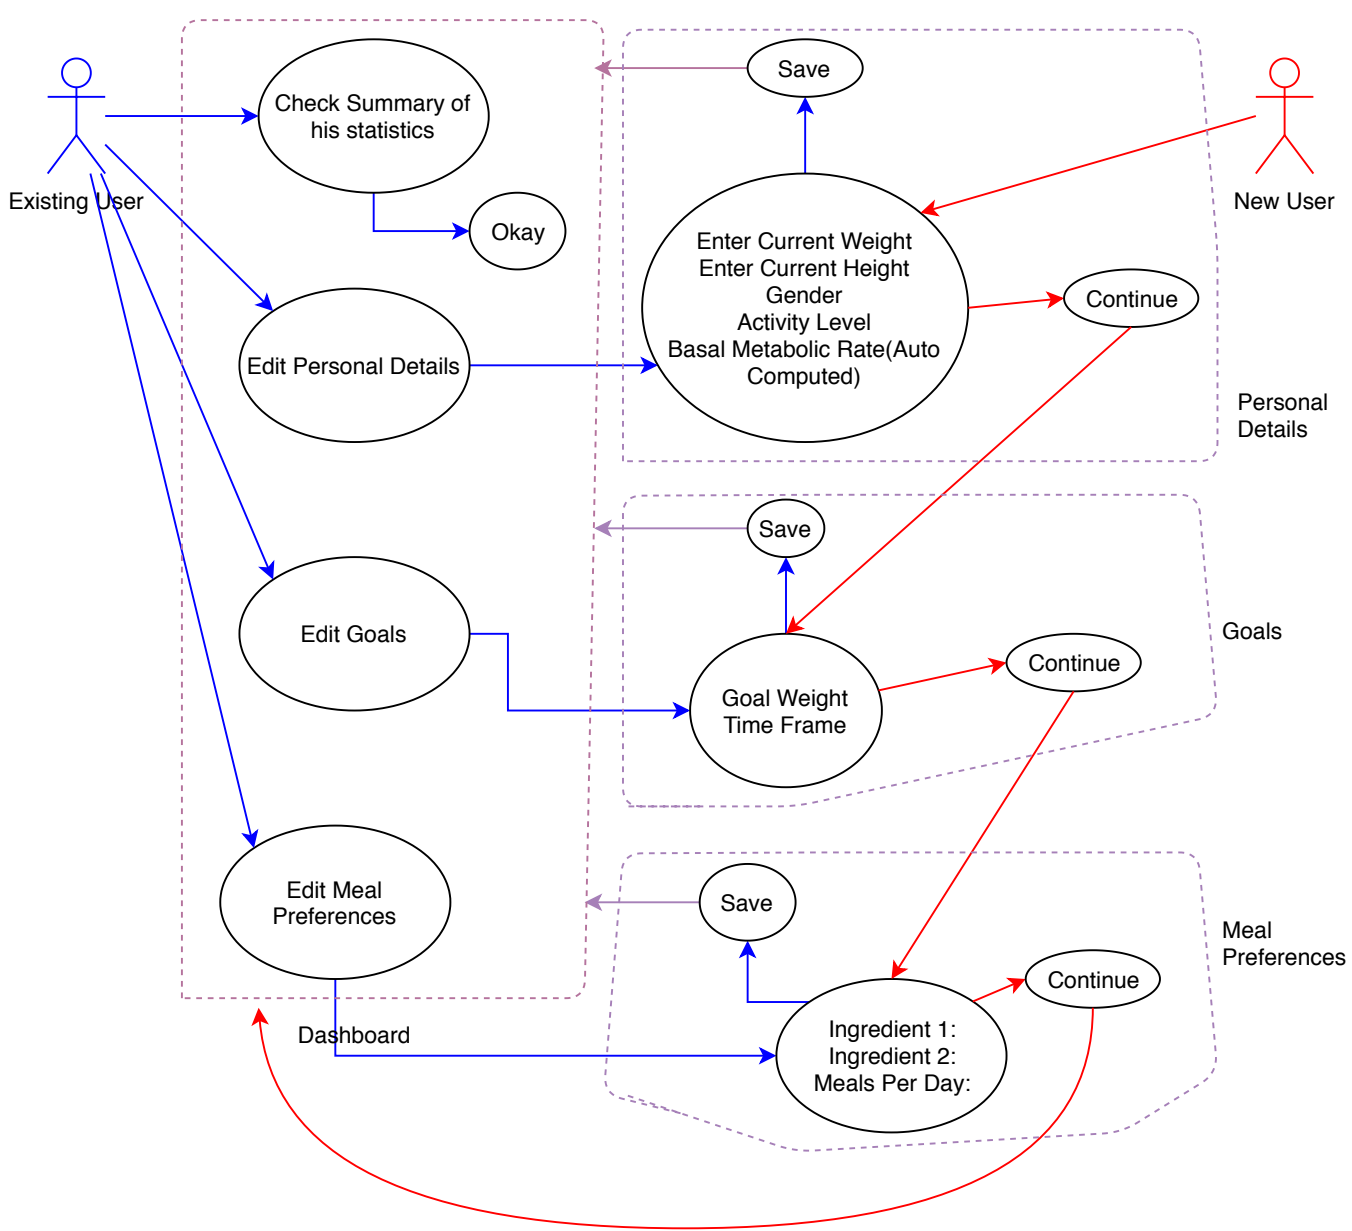 Save
Check Summary of
his statistics
Existing User
New User
Okay
Enter Current Weight
Enter Current Height
Gender
Activity Level
Basal Metabolic Rate(Auto
Computed)
Continue
Edit Personal Details
Personal
Details
Save
Edit Goals
Goals
Continue
Goal Weight
Time Frame
Edit Meal
Preferences
Save
Meal
Preferences
Continue
Dashboard
Ingredient 1:
Ingredient 2:
Meals Per Day: